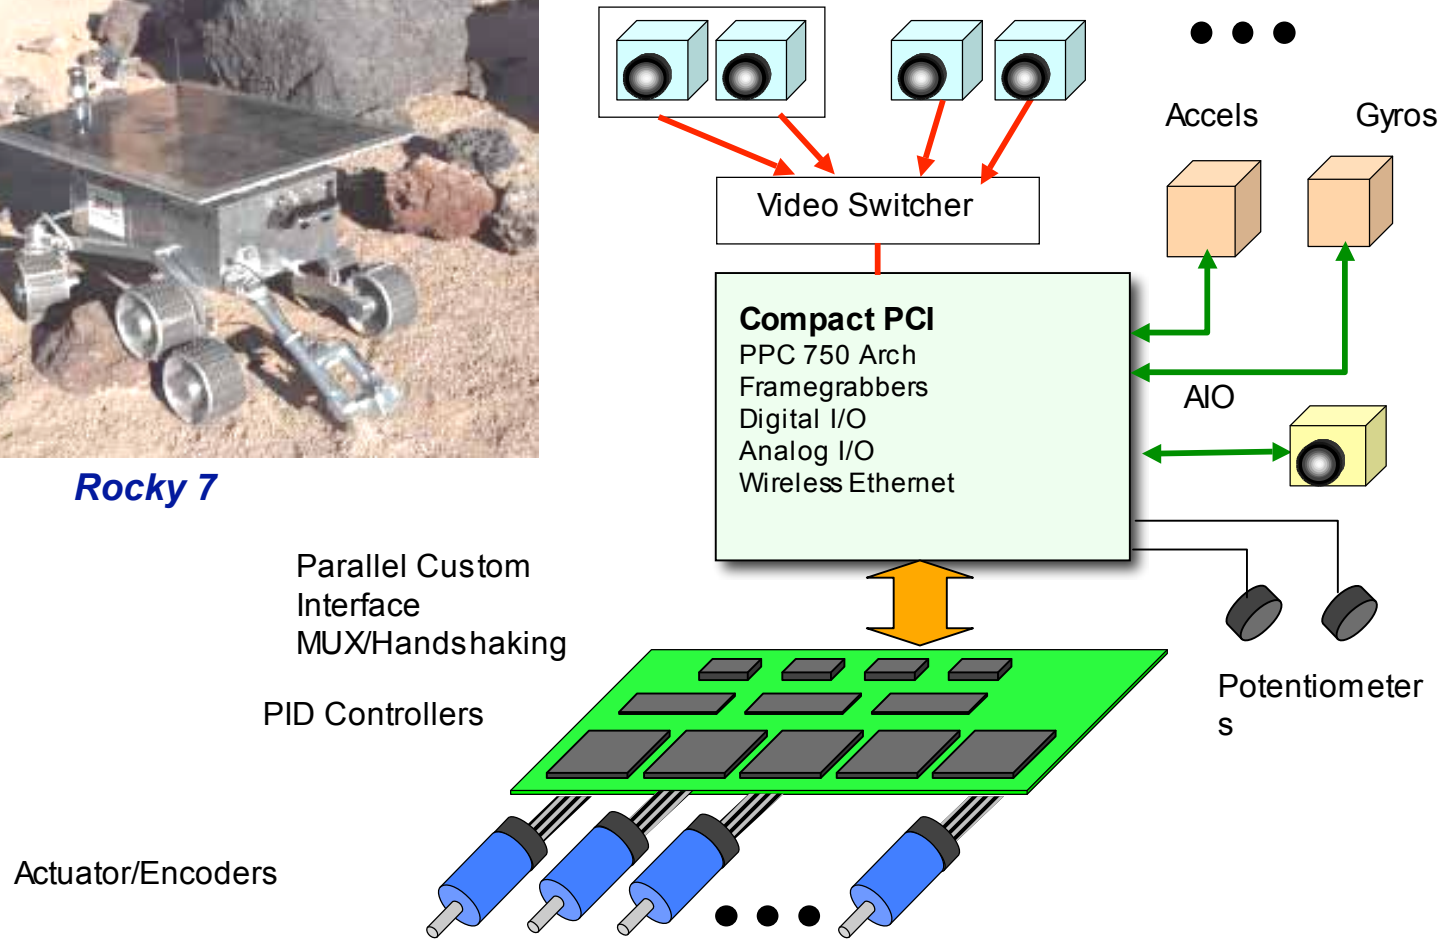 Accels
Gyros
Video Switcher
Compact PCI
PPC 750 Arch
Framegrabbers
Digital I/O
Analog I/O
Wireless Ethernet
AIO
Rocky 7
Parallel Custom
Interface
MUX/Handshaking
PID Controllers
Potentiometer
s
Actuator/Encoders